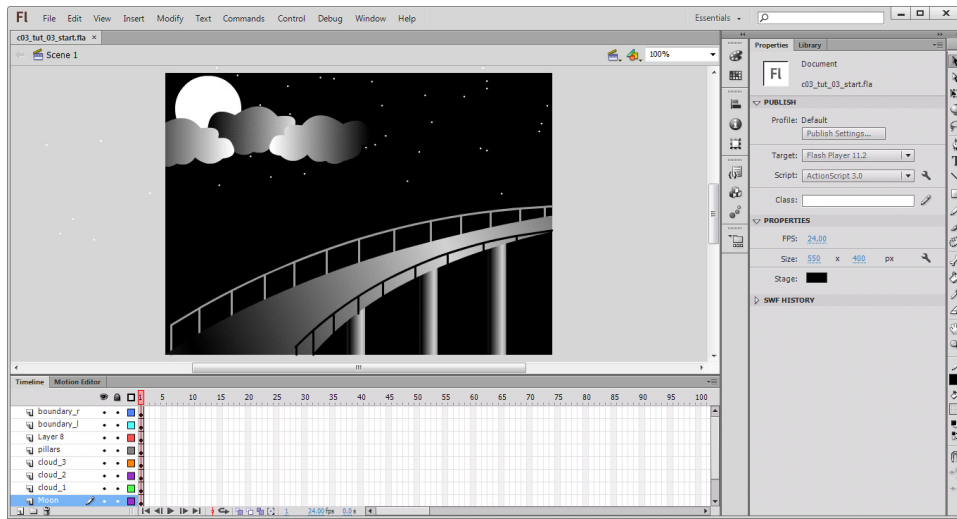 Fl File Edit View Insert Modify Text Commands Control Debug Window Help Essentials
c03_tut_03_start.fla ×
Scene 1 100%
Properties Library
Fl Document
c03_tut_03_start.fla
PUBLISH
Profile: Default
Publish Settings...
Target: Flash Player 11.2
Script: ActionScript 3.0
Class:
PROPERTIES
FPS: 24.00
Size: 550 x 400 px
Stage:
SWF HISTORY
Timeline Motion Editor
1 5 10 15 20 25 30 35 40 45 50 55 60 65 70 75 80 85 90 95 100
boundary_r
boundary_l
Layer 8
pillars
cloud_3
cloud_2
cloud_1
Moon
1 24.00 fps 0.0 s